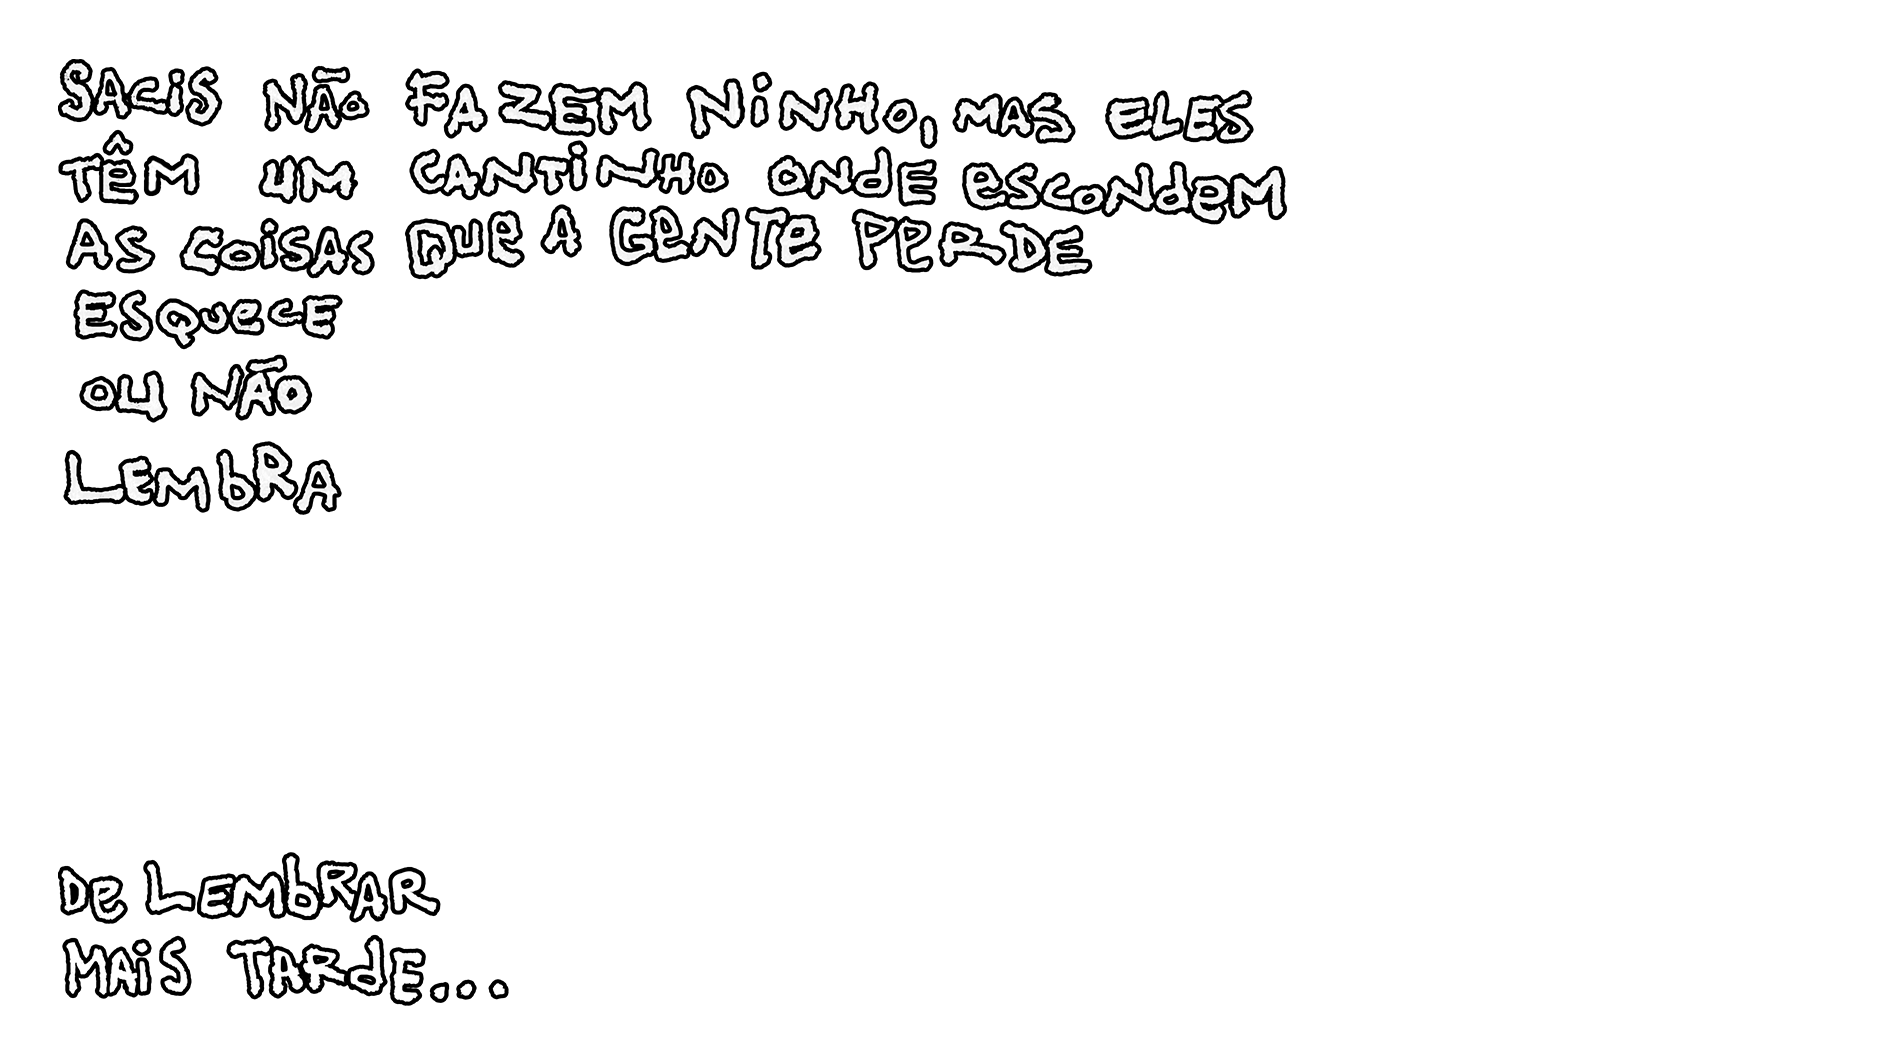 SACIS NÃO FAZEM NINHO, MAS ELES
TÊM UM CANTINHO ONDE ESCONDEM
AS COISAS QUE A GENTE PERDE
ESQUECE
OU NÃO
LEMBRA
DE LEMBRAR
MAIS TARDE...